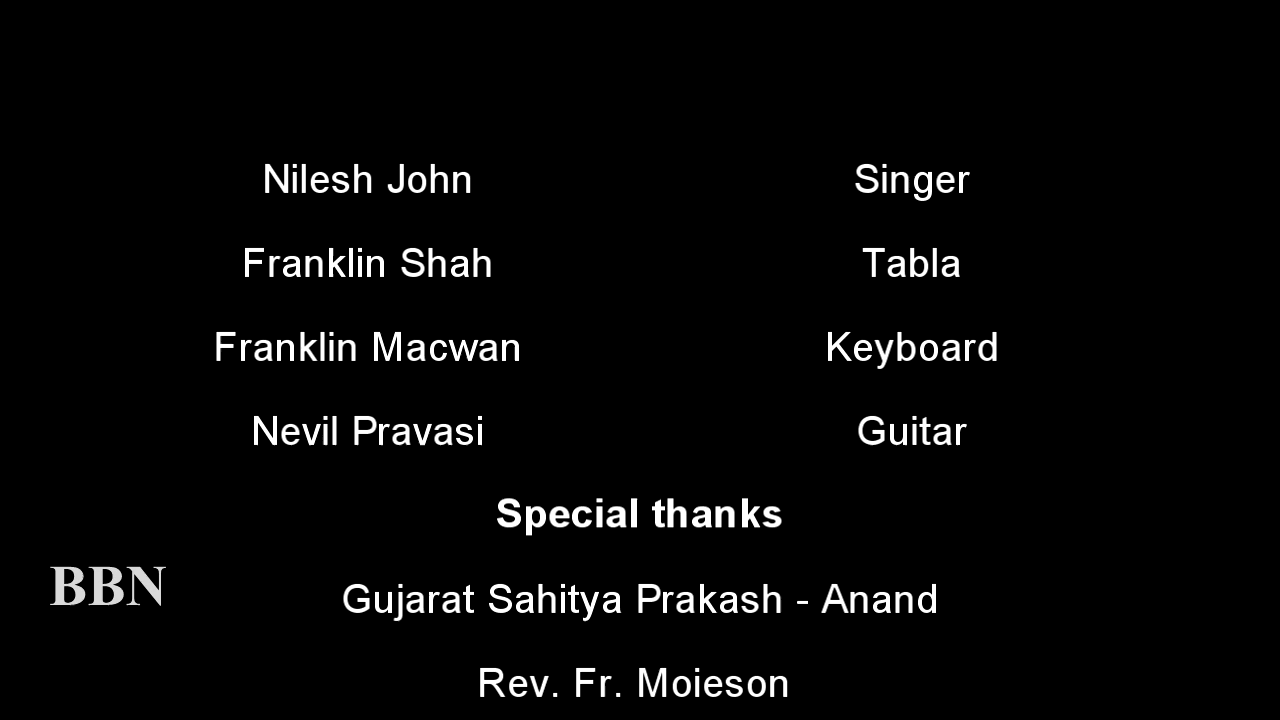 Nilesh John Singer
Franklin Shah Tabla
Franklin Macwan Keyboard
Nevil Pravasi Guitar
Special thanks
BBN
Gujarat Sahitya Prakash - Anand
Rev. Fr. Moieson